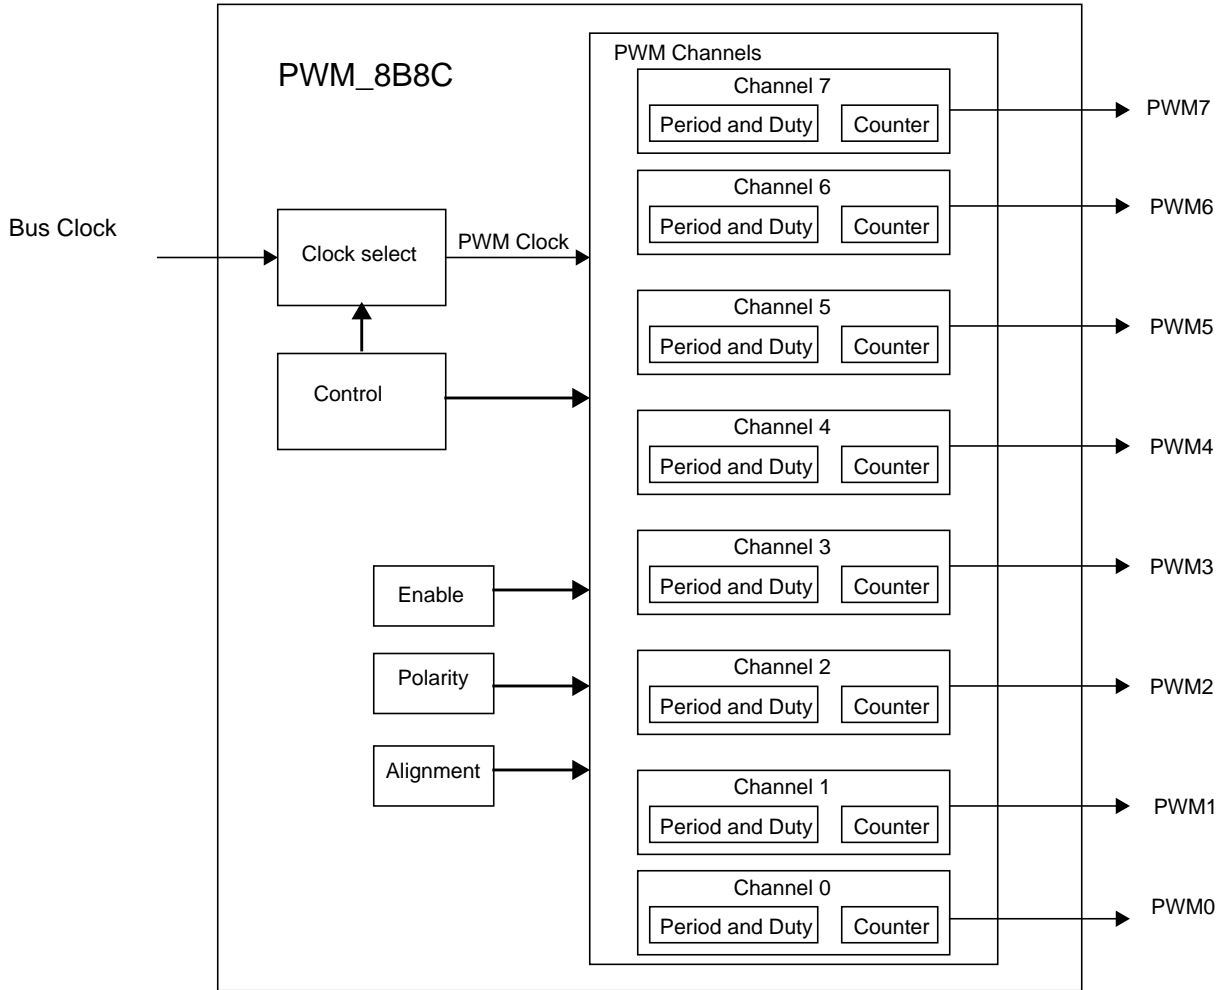 PWM_8B8C
Bus Clock
Clock select
PWM Clock
Control
Enable
Polarity
Alignment
PWM Channels
Channel 7
Period and Duty
Counter
PWM7
Channel 6
Period and Duty
Counter
PWM6
Channel 5
Period and Duty
Counter
PWM5
Channel 4
Period and Duty
Counter
PWM4
Channel 3
Period and Duty
Counter
PWM3
Channel 2
Period and Duty
Counter
PWM2
Channel 1
Period and Duty
Counter
PWM1
Channel 0
Period and Duty
Counter
PWM0